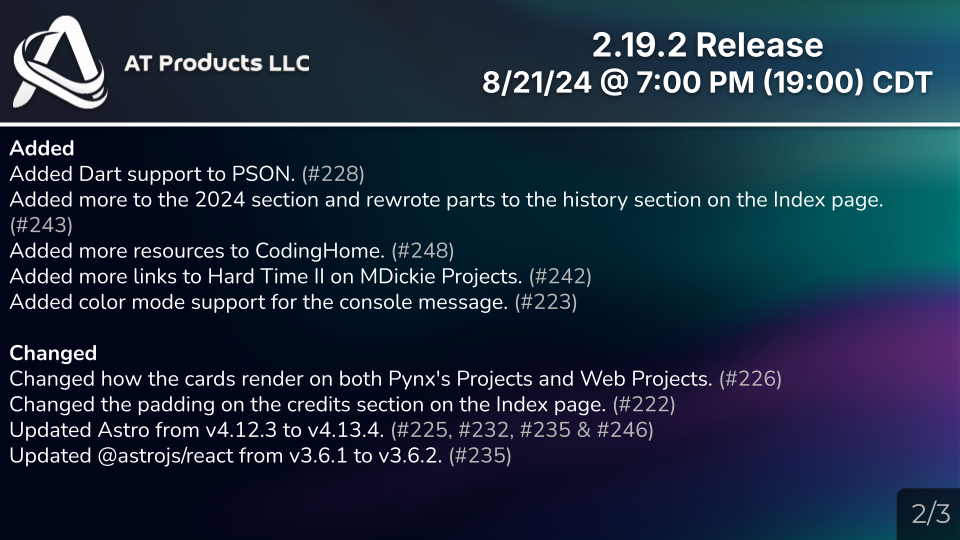 AT Products LLC
2.19.2 Release
8/21/24 @ 7:00 PM (19:00) CDT
Added
Added Dart support to PSON. (#228)
Added more to the 2024 section and rewrote parts to the history section on the Index page.
(#243)
Added more resources to CodingHome. (#248)
Added more links to Hard Time II on MDickie Projects. (#242)
Added color mode support for the console message. (#223)
Changed
Changed how the cards render on both Pynx's Projects and Web Projects. (#226)
Changed the padding on the credits section on the Index page. (#222)
Updated Astro from v4.12.3 to v4.13.4. (#225, #232, #235 & #246)
Updated @astrojs/react from v3.6.1 to v3.6.2. (#235)
2/3